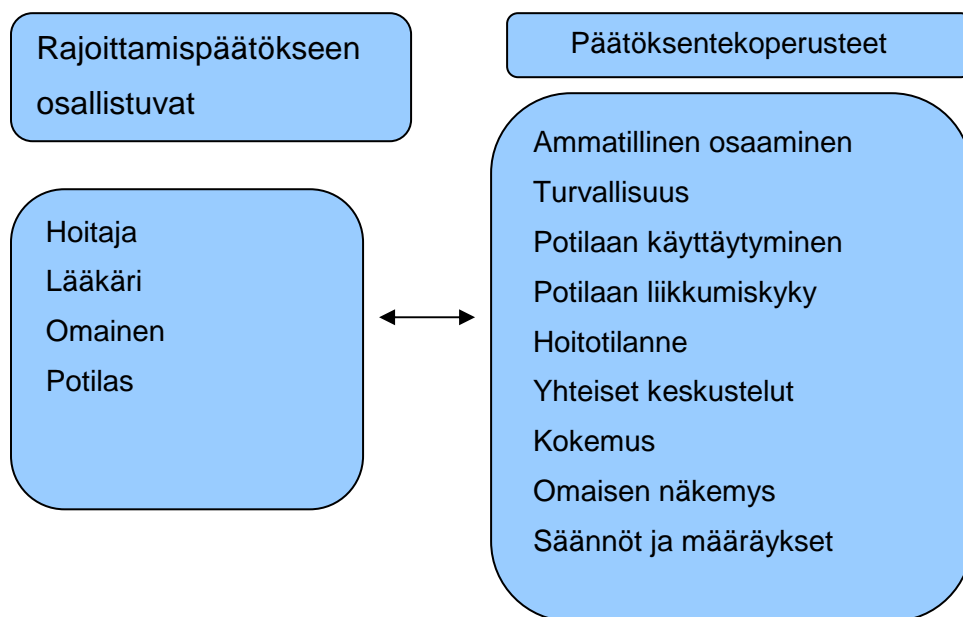 Rajoittamispäätökseen
osallistuvat
Hoitaja
Lääkäri
Omainen
Potilas
Päätöksentekoperusteet
Ammatillinen osaaminen
Turvallisuus
Potilaan käyttäytyminen
Potilaan liikkumiskyky
Hoitotilanne
Yhteiset keskustelut
Kokemus
Omaisen näkemys
Säännöt ja määräykset